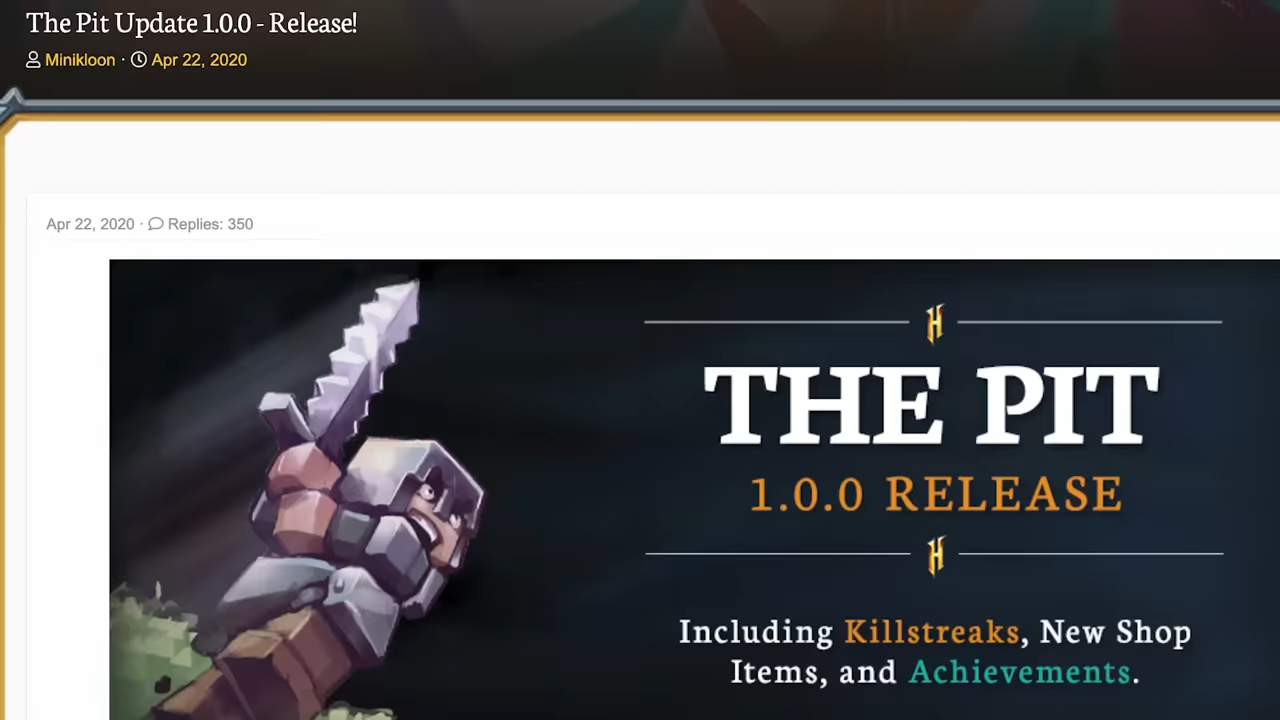 The Pit Update 1.0.0 - Release!
Minikloon · Apr 22, 2020
Apr 22, 2020 · Replies: 350
H
THE PIT
1.0.0 RELEASE
H
Including Killstreaks, New Shop
Items, and Achievements.